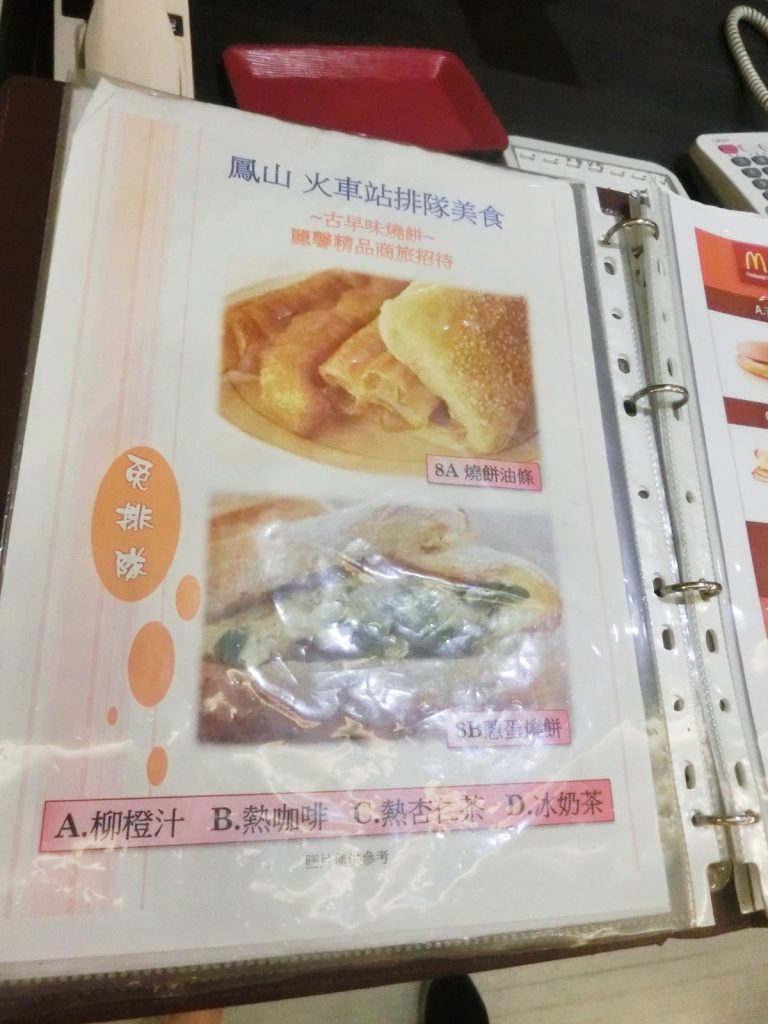 鳳山 火車站排隊美食
~古早味燒餅~
麗馨精品商旅招待
8A 燒餅油條
免排隊
8B蔥蛋燒餅
A.柳橙汁 B.熱咖啡 C.熱杏仁茶 D.冰奶茶
圖片僅供參考